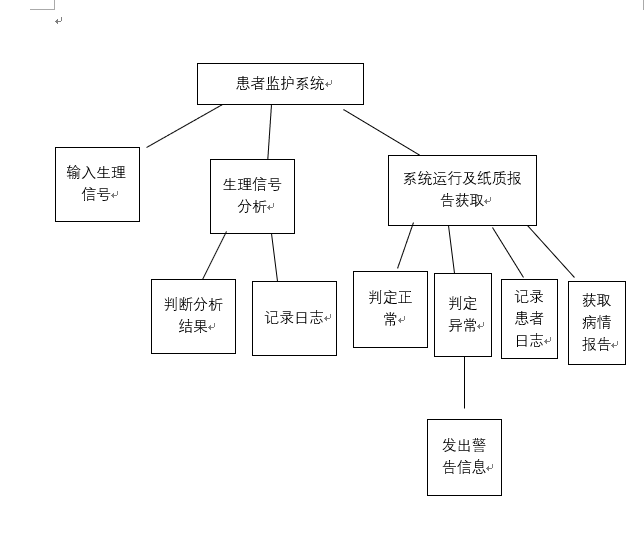 患者监护系统
输入生理
信号
生理信号
分析
系统运行及纸质报
告获取
判断分析
结果
记录日志
判定正
常
判定
异常
记录
患者
日志
获取
病情
报告
发出警
告信息